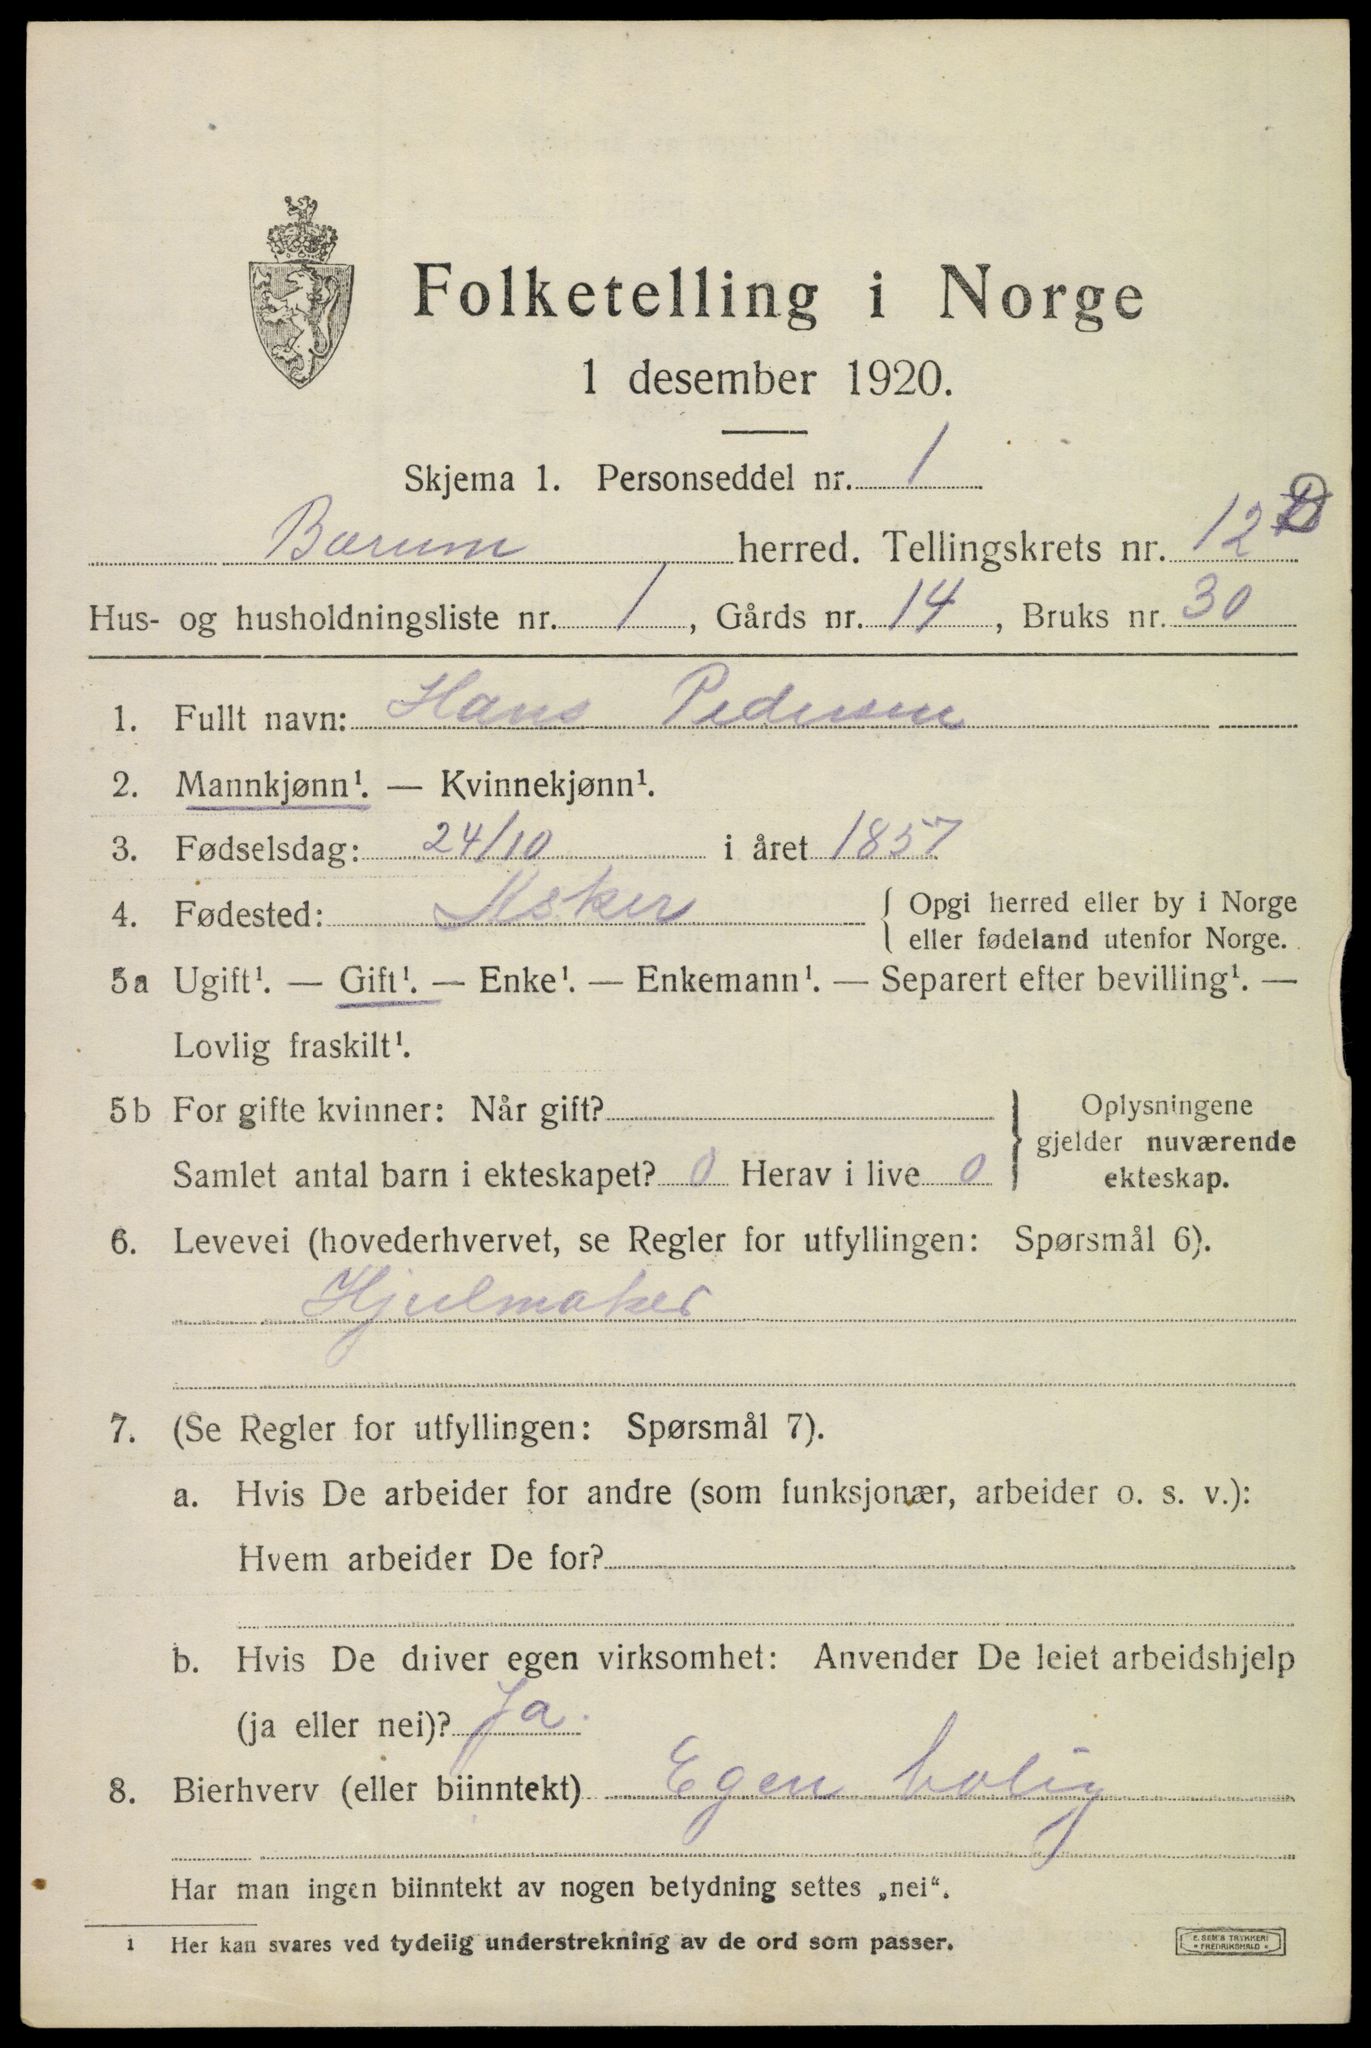 Folketelling i Norge
1 desember 1920.
Skjema 1. Personseddel nr. 1
Bærum herred. Tellingskrets nr. 12 D
Hus- og husholdningsliste nr. 1, Gårds nr. 14, Bruks nr. 30
1. Fullt navn: Hans Pedersen
2. Mannkjønn¹. — Kvinnekjønn¹.
3. Fødselsdag: 24/10 i året 1857
4. Fødested: Asker { Opgi herred eller by i Norge
eller fødeland utenfor Norge.
5a Ugift¹. — Gift¹. — Enke¹. — Enkemann¹. — Separert efter bevilling¹. —
Lovlig fraskilt¹.
5b For gifte kvinner: Når gift?
Samlet antal barn i ekteskapet? 0 Herav i live 0
} Oplysningene
gjelder nuværende
ekteskap.
6. Levevei (hovederhvervet, se Regler for utfyllingen: Spørsmål 6).
Hjulmaker
7. (Se Regler for utfyllingen: Spørsmål 7).
a. Hvis De arbeider for andre (som funksjonær, arbeider o. s. v.):
Hvem arbeider De for?
b. Hvis De driver egen virksomhet: Anvender De leiet arbeidshjelp
(ja eller nei)? Ja.
8. Bierhverv (eller biinntekt) Egen bolig
Har man ingen biinntekt av nogen betydning settes „nei“.
1 Her kan svares ved tydelig understrekning av de ord som passer.
E. SEM'S TRYKKERI
• FREDRIKSHALD •